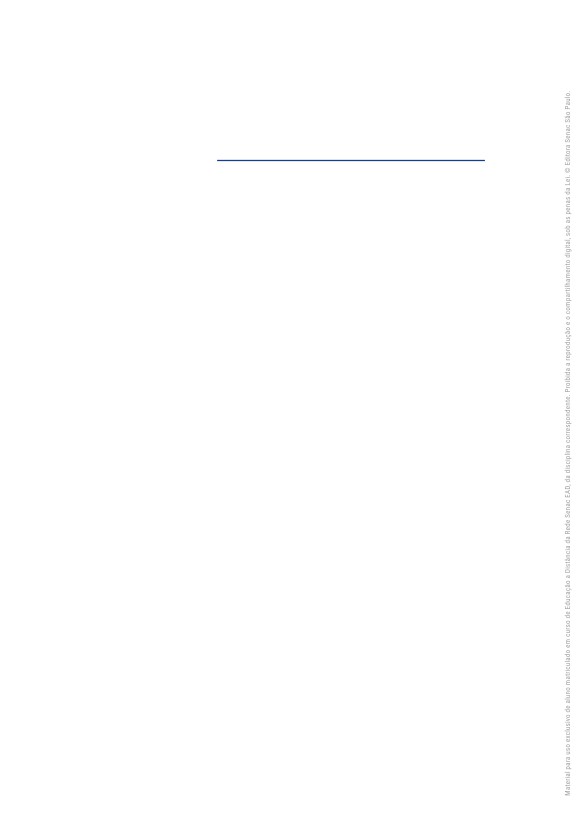 Material para uso exclusivo de aluno matriculado em curso de Educação a Distância da Rede Senac EAD, da disciplina correspondente. Proibida a reprodução e o compartilhamento digital, sob as penas da Lei. © Editora Senac São Paulo.